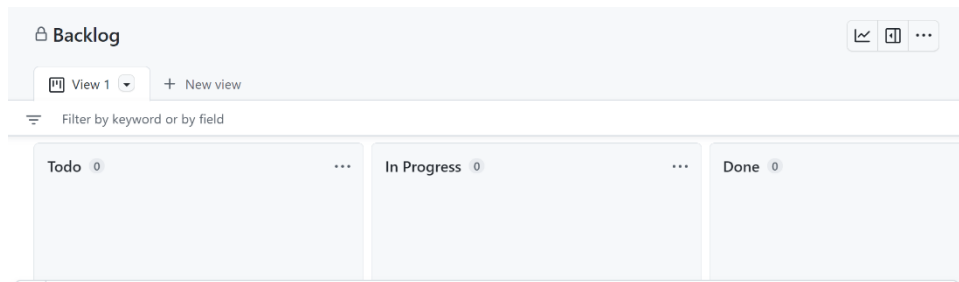 Backlog
View 1
New view
Filter by keyword or by field
Todo 0
In Progress 0
Done 0